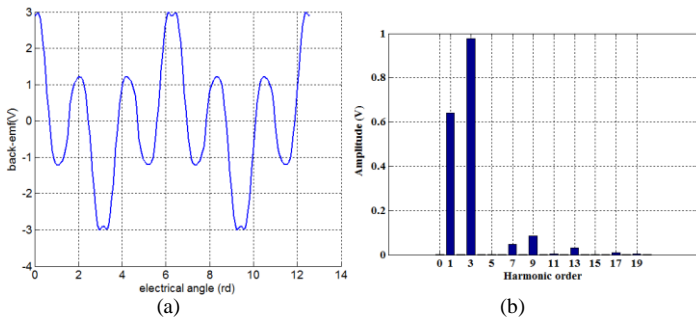 3
2
1
0
-1
-2
-3
-4
back-emf(V)
0 2 4 6 8 10 12 14
electrical angle (rd)
(a)
1
0.8
0.6
0.4
0.2
0
Amplitude (V)
0 1 3 5 7 9 11 13 15 17 19
Harmonic order
(b)